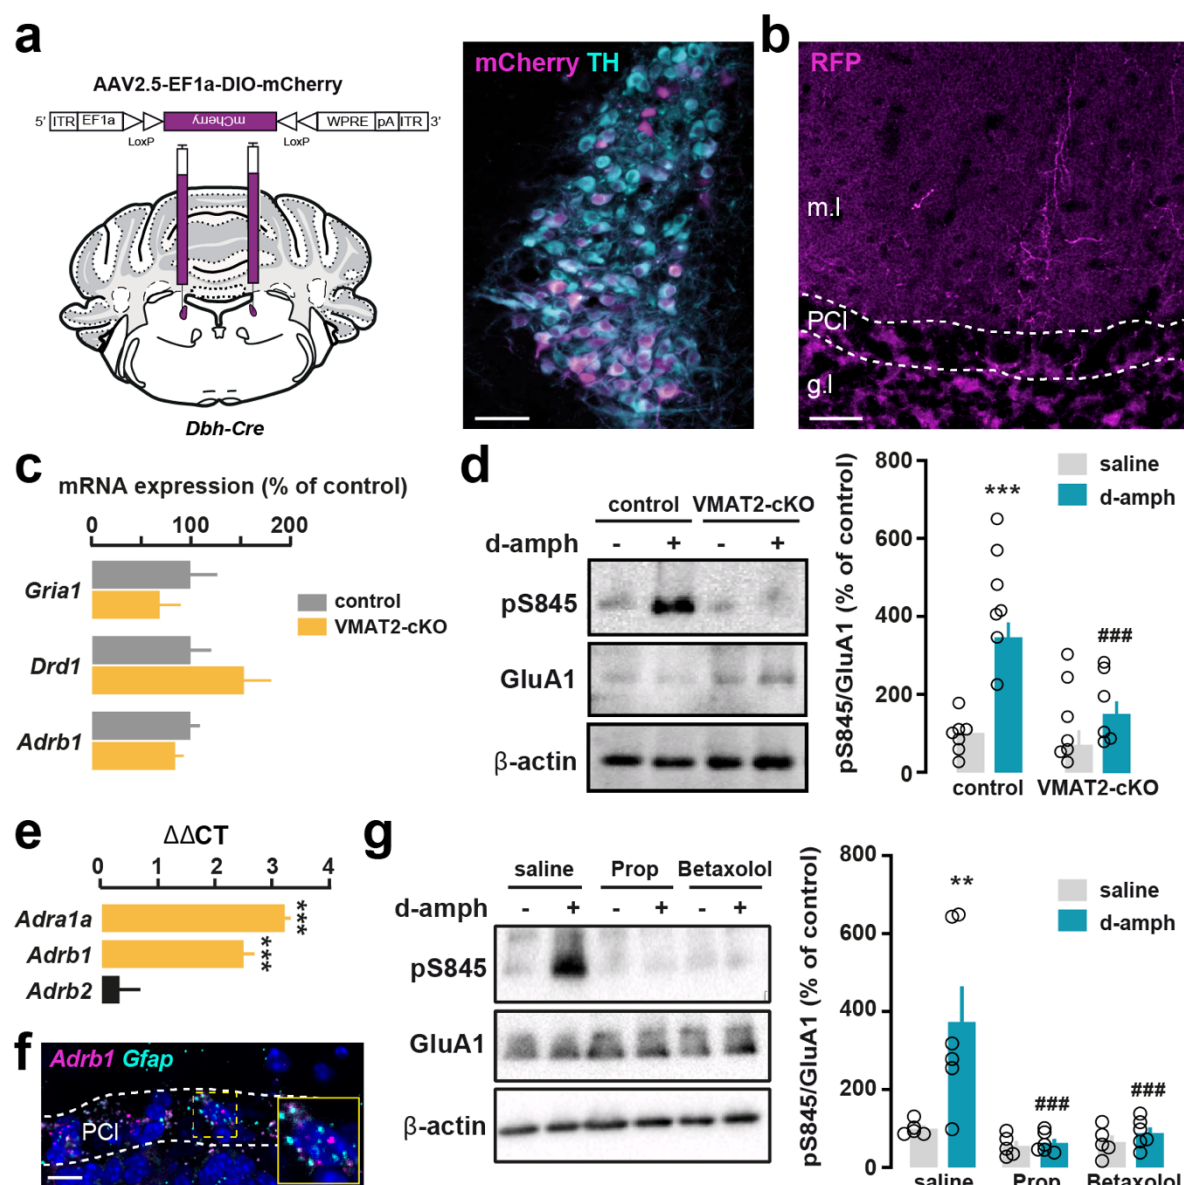 a
AAV2.5-EF1a-DIO-mCherry
5' ITR EF1a mCherry WPRE pA ITR 3'
LoxP LoxP
Dbh-Cre
mCherry TH
b
RFP
m.l
PCl
g.l
c
mRNA expression (% of control)
0 100 200
Gria1
Drd1
Adrb1
control
VMAT2-cKO
d
control VMAT2-cKO
d-amph - + - +
pS845
GluA1
β-actin
pS845/GluA1 (% of control)
800
600
400
200
0
***
###
saline
d-amph
control VMAT2-cKO
e
ΔΔCT
0 1 2 3 4
Adra1a ***
Adrb1 ***
Adrb2
f
Adrb1 Gfap
PCl
g
saline Prop Betaxolol
d-amph - + - + - +
pS845
GluA1
β-actin
pS845/GluA1 (% of control)
800
600
400
200
0
**
###
###
saline
d-amph
saline Prop Betaxolol